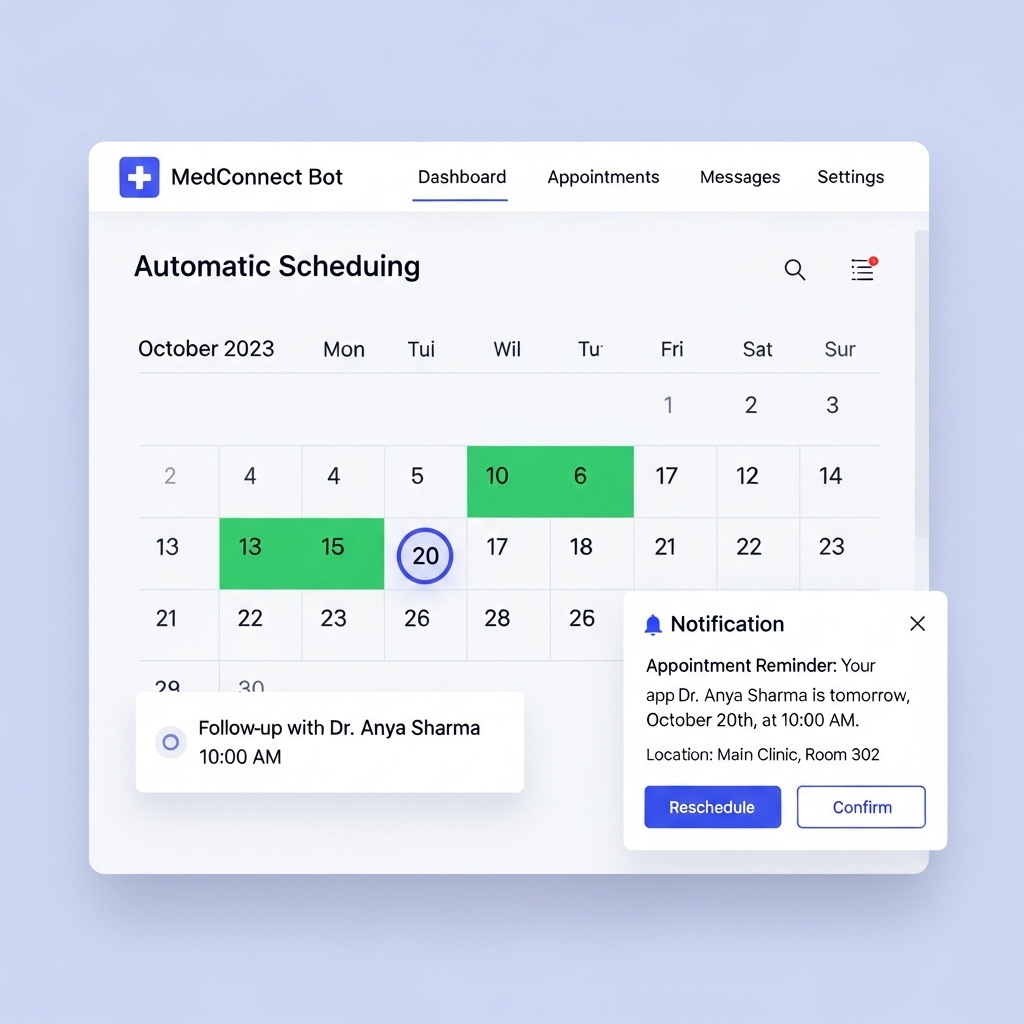 MedConnect Bot Dashboard Appointments Messages Settings
Automatic Scheduing
October 2023 Mon Tui Wil Tu Fri Sat Sur
1 2 3
2 4 4 5 10 6 17 12 14
13 13 15 20 17 18 21 22 23
21 22 23 26 28 26
29 30
Follow-up with Dr. Anya Sharma
10:00 AM
Notification
Appointment Reminder: Your
app Dr. Anya Sharma is tomorrow,
October 20th, at 10:00 AM.
Location: Main Clinic, Room 302
Reschedule Confirm